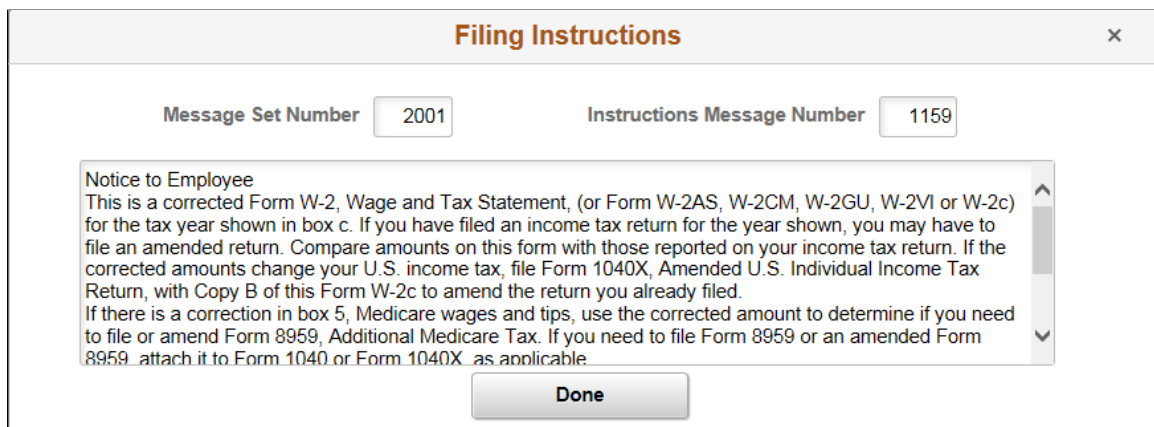 Filing Instructions ×
Message Set Number 2001 Instructions Message Number 1159
Notice to Employee
This is a corrected Form W-2, Wage and Tax Statement, (or Form W-2AS, W-2CM, W-2GU, W-2VI or W-2c)
for the tax year shown in box c. If you have filed an income tax return for the year shown, you may have to
file an amended return. Compare amounts on this form with those reported on your income tax return. If the
corrected amounts change your U.S. income tax, file Form 1040X, Amended U.S. Individual Income Tax
Return, with Copy B of this Form W-2c to amend the return you already filed.
If there is a correction in box 5, Medicare wages and tips, use the corrected amount to determine if you need
to file or amend Form 8959, Additional Medicare Tax. If you need to file Form 8959 or an amended Form
8959, attach it to Form 1040 or Form 1040X, as applicable
Done